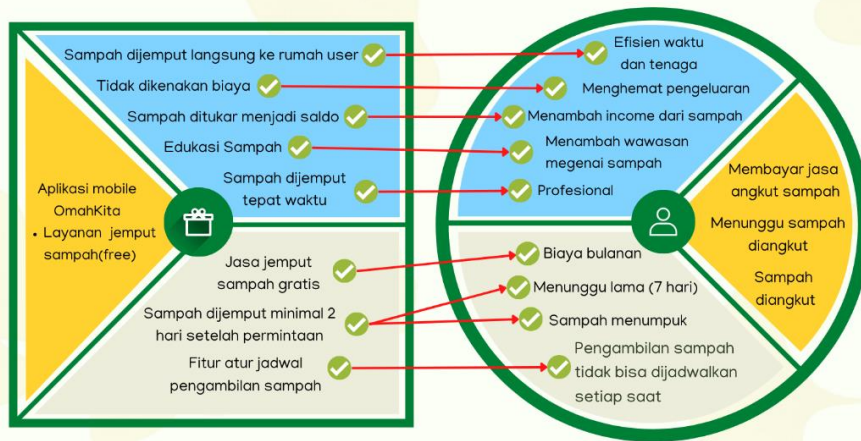 Sampah dijemput langsung ke rumah user
Tidak dikenakan biaya
Sampah ditukar menjadi saldo
Edukasi Sampah
Sampah dijemput
tepat waktu
Aplikasi mobile
OmahKita
• Layanan jemput
sampah(free)
Jasa jemput
sampah gratis
Sampah dijemput minimal 2
hari setelah permintaan
Fitur atur jadwal
pengambilan sampah
Efisien waktu
dan tenaga
Menghemat pengeluaran
Menambah income dari sampah
Menambah wawasan
megenai sampah
Profesional
Membayar jasa
angkut sampah
Menunggu sampah
diangkut
Sampah
diangkut
Biaya bulanan
Menunggu lama (7 hari)
Sampah menumpuk
Pengambilan sampah
tidak bisa dijadwalkan
setiap saat